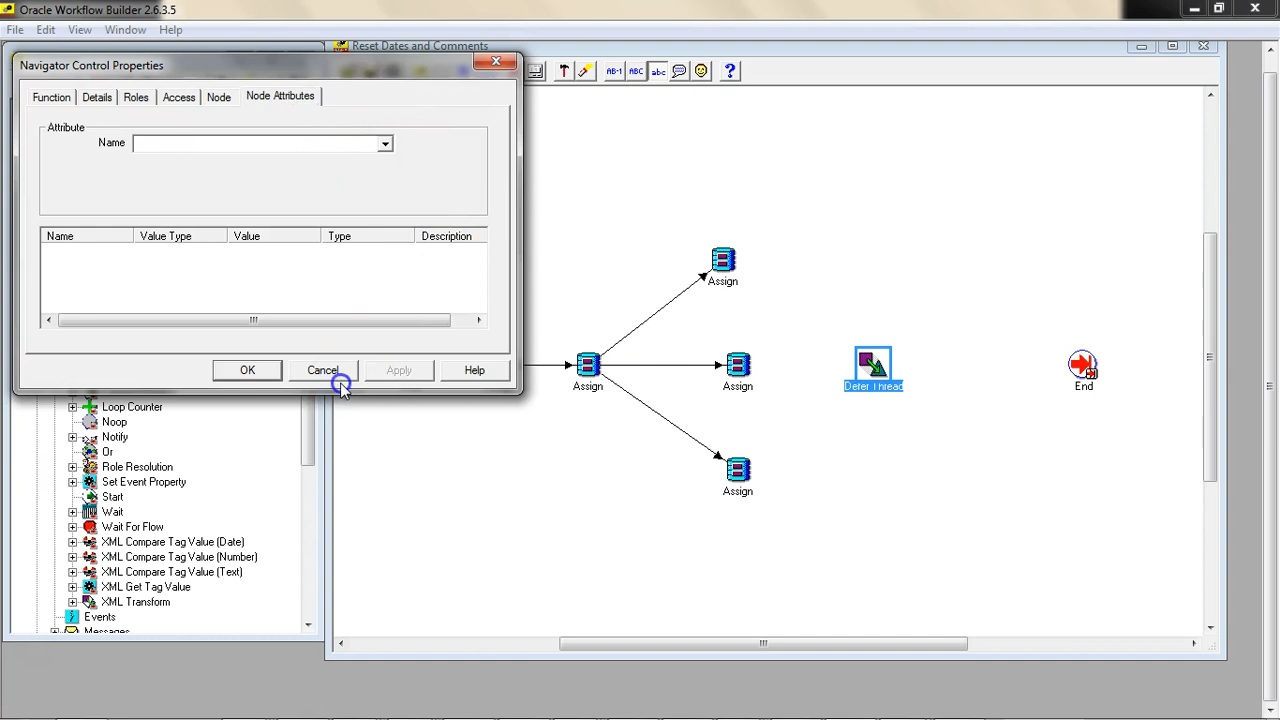 Oracle Workflow Builder 2.6.3.5
File Edit View Window Help
Reset Dates and Comments
Navigator Control Properties
Function Details Roles Access Node Node Attributes
Attribute
Name
Name Value Type Value Type Description
OK Cancel Apply Help
AB-1 ABC abc ?
Assign
Assign
Assign
Defer Thread
End
Assign
Loop Counter
Noop
Notify
Or
Role Resolution
Set Event Property
Start
Wait
Wait For Flow
XML Compare Tag Value (Date)
XML Compare Tag Value (Number)
XML Compare Tag Value (Text)
XML Get Tag Value
XML Transform
Events
Messages